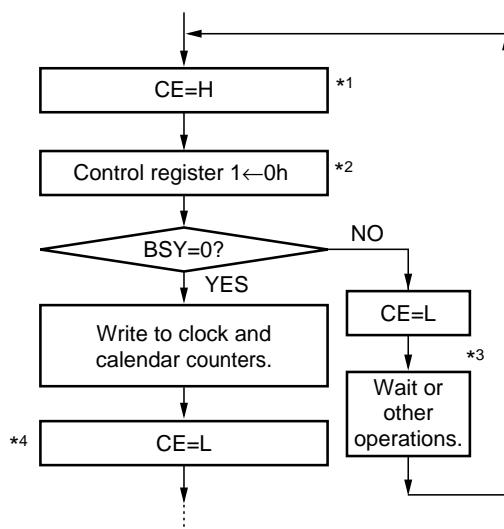 CE=H
*1
Control register 1←0h
*2
BSY=0?
NO
YES
Write to clock and
calendar counters.
CE=L
*3
Wait or
other
operations.
*4
CE=L